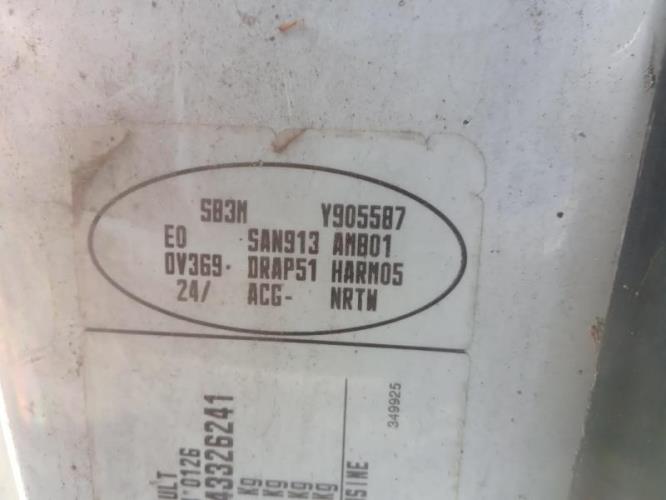 SB3M Y905587
E0 SAN913 AMB01
0V369· DRAP51 HARM05
24/ ACG- NRTW
ULT
0126
43326241
Kg
Kg
Kg
Kg
SINE
349925